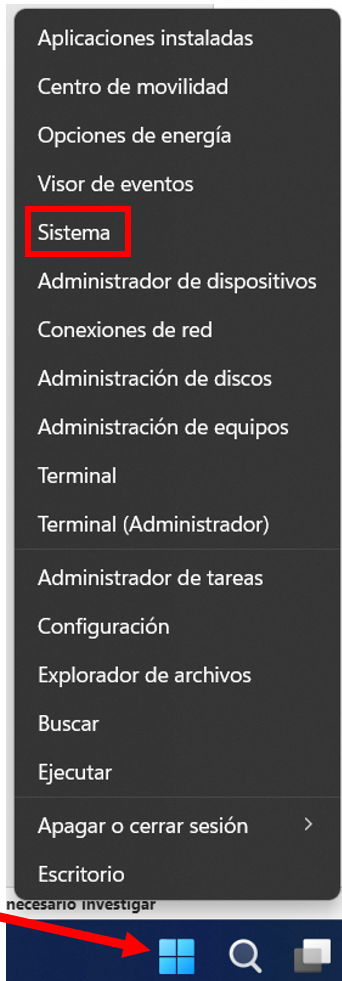 Aplicaciones instaladas
Centro de movilidad
Opciones de energía
Visor de eventos
Sistema
Administrador de dispositivos
Conexiones de red
Administración de discos
Administración de equipos
Terminal
Terminal (Administrador)
Administrador de tareas
Configuración
Explorador de archivos
Buscar
Ejecutar
Apagar o cerrar sesión
Escritorio
necesario investigar